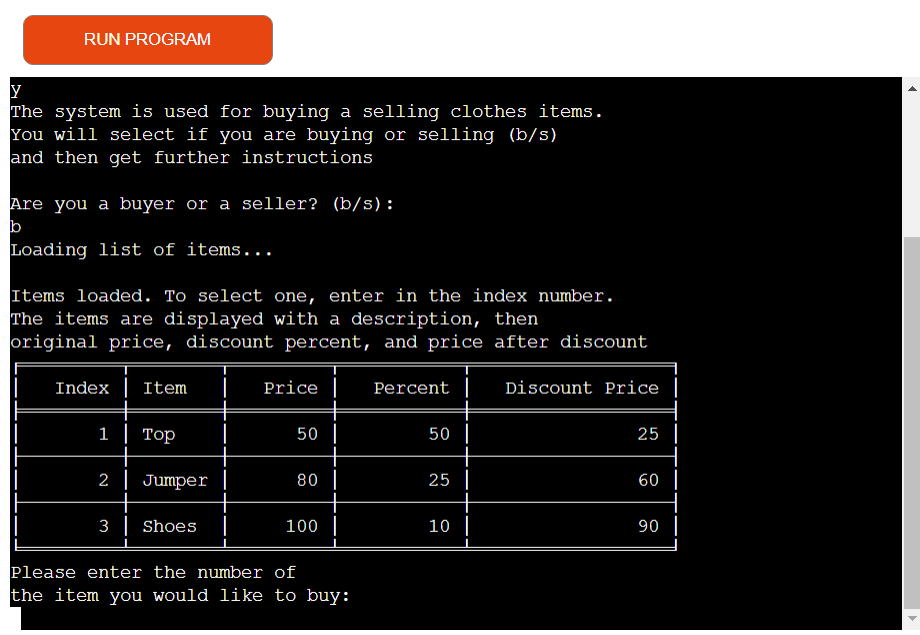 RUN PROGRAM
y
The system is used for buying a selling clothes items.
You will select if you are buying or selling (b/s)
and then get further instructions
Are you a buyer or a seller? (b/s):
b
Loading list of items...
Items loaded. To select one, enter in the index number.
The items are displayed with a description, then
original price, discount percent, and price after discount
Index Item Price Percent Discount Price
1 Top 50 50 25
2 Jumper 80 25 60
3 Shoes 100 10 90
Please enter the number of
the item you would like to buy: